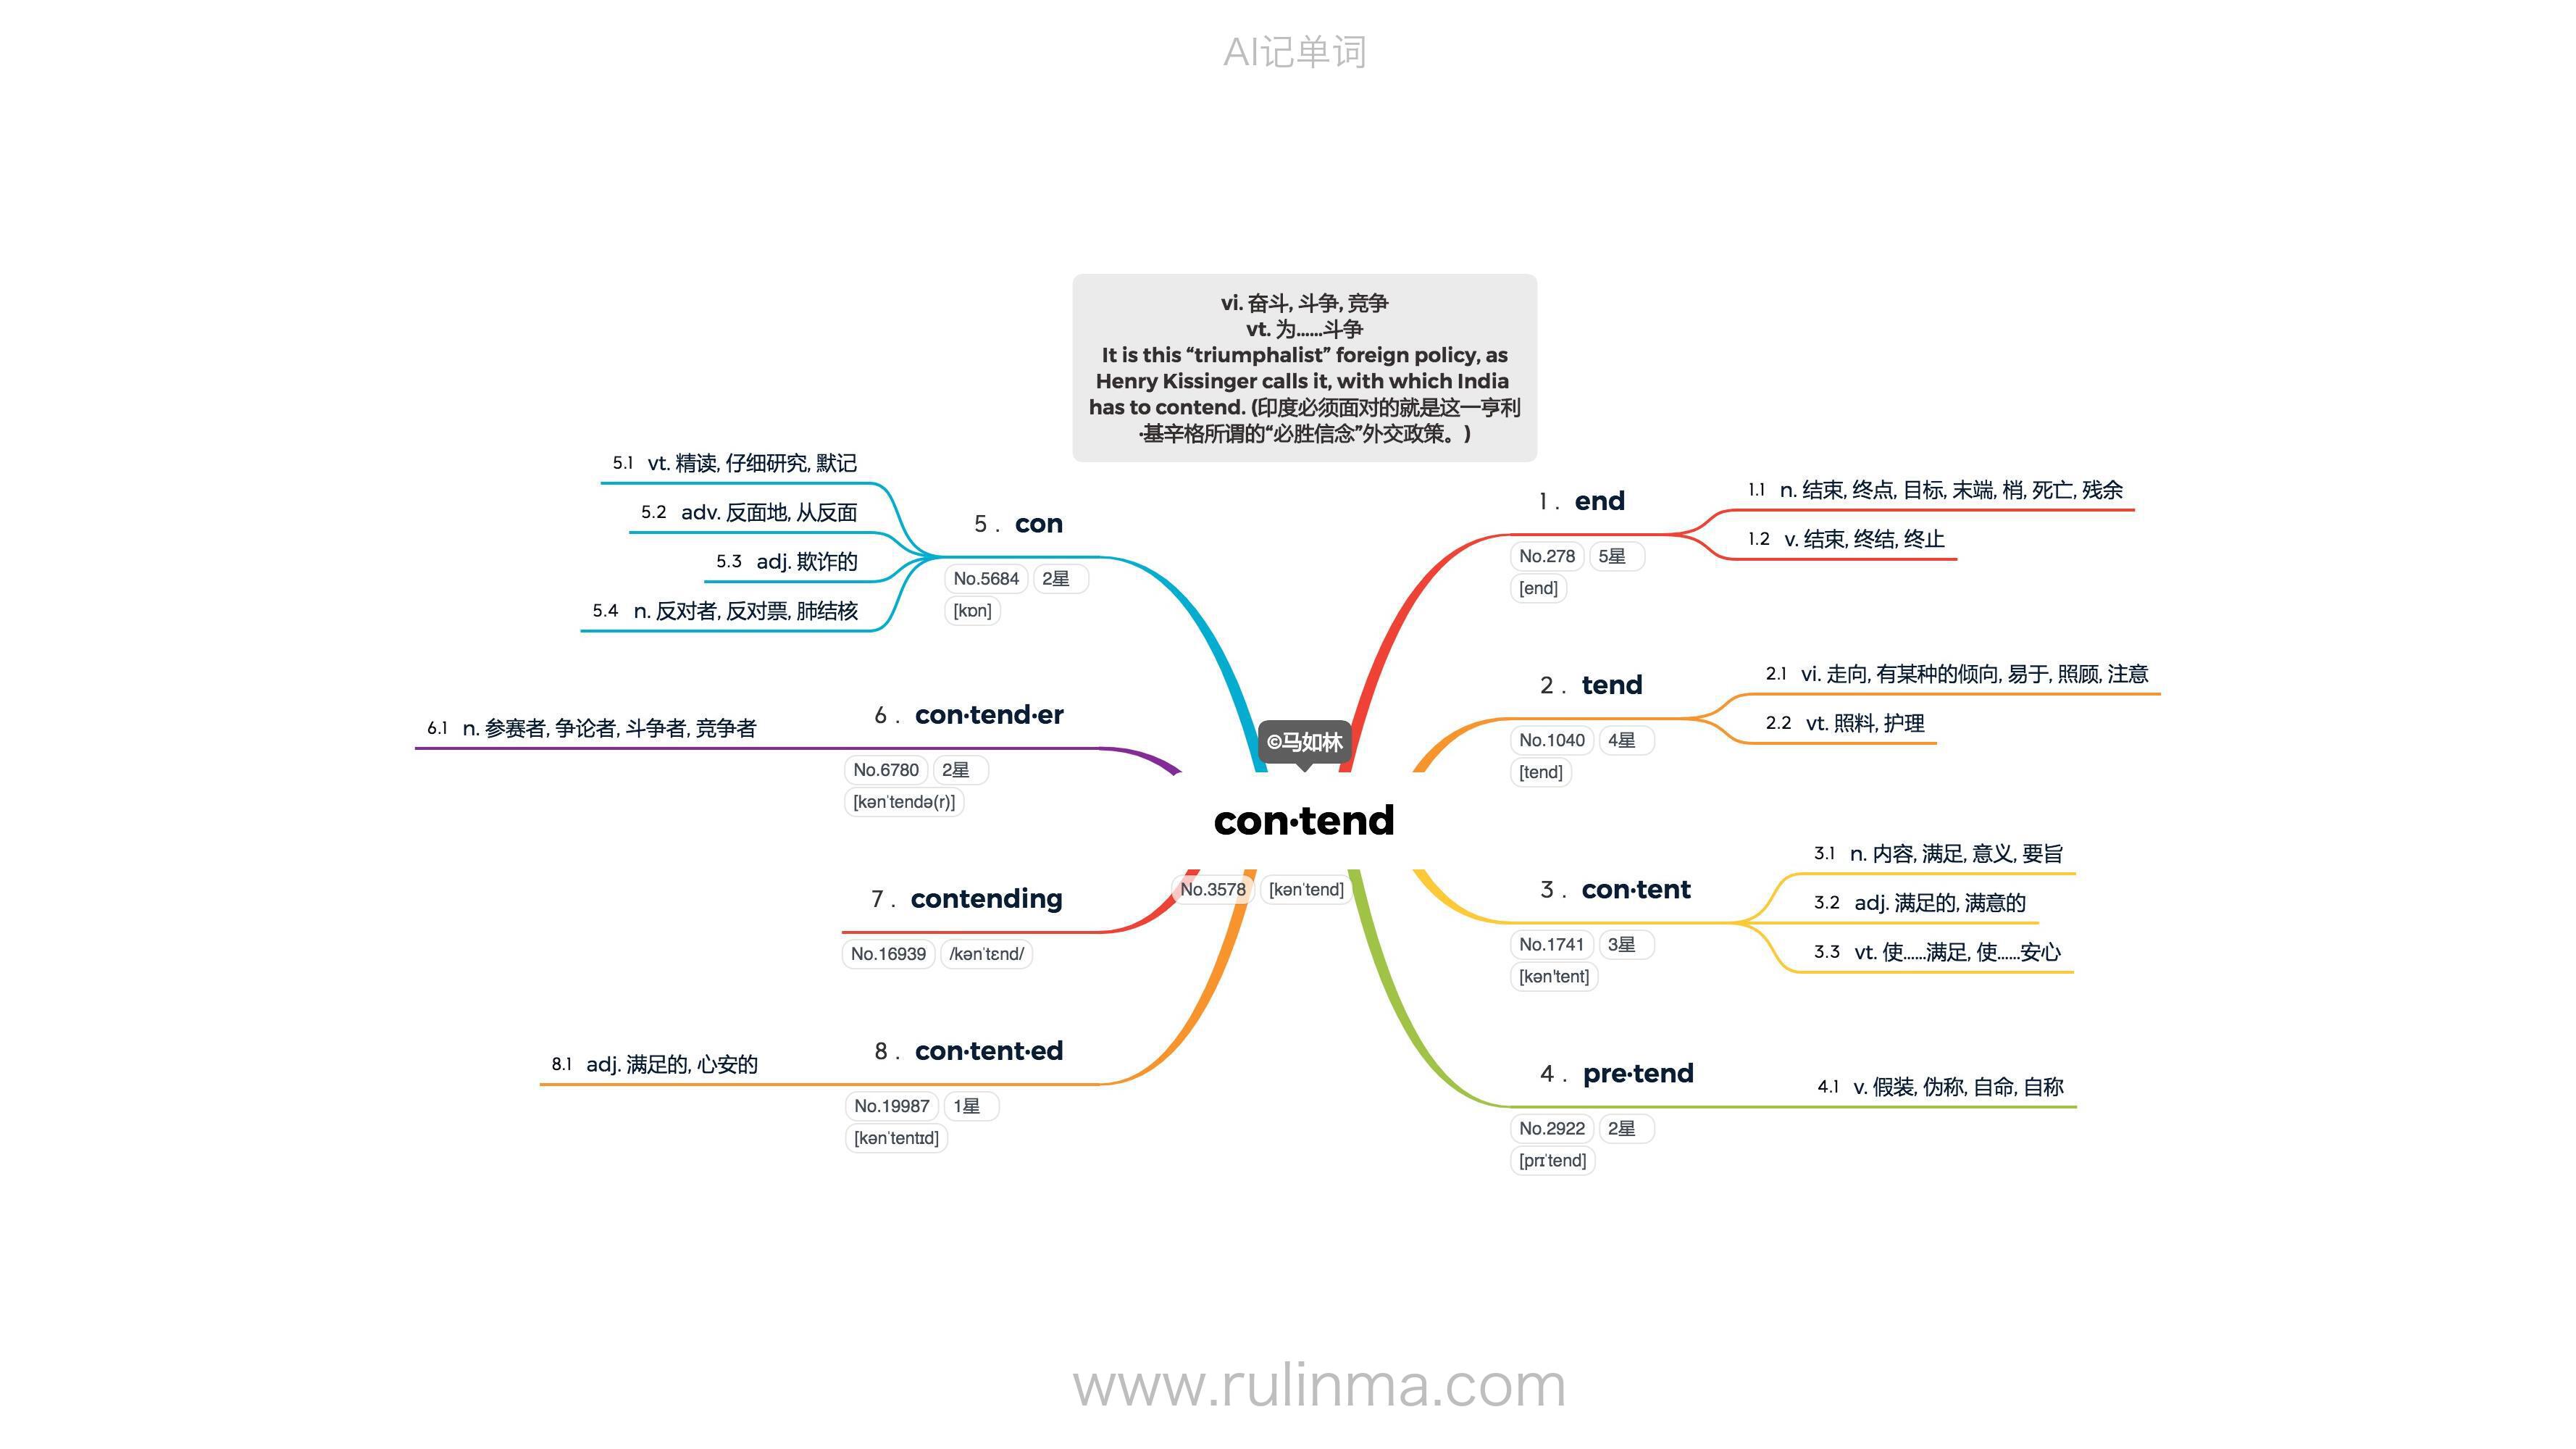 AI记单词
vi. 奋斗, 斗争, 竞争
vt. 为......斗争
It is this “triumphalist” foreign policy, as
Henry Kissinger calls it, with which India
has to contend. (印度必须面对的就是这一亨利
·基辛格所谓的“必胜信念”外交政策。)
©马如林
con·tend
No.3578 [kənˈtend]
1 . end
No.278 5星
[end]
1.1 n. 结束, 终点, 目标, 末端, 梢, 死亡, 残余
1.2 v. 结束, 终结, 终止
2 . tend
No.1040 4星
[tend]
2.1 vi. 走向, 有某种的倾向, 易于, 照顾, 注意
2.2 vt. 照料, 护理
3 . con·tent
No.1741 3星
[kən'tent]
3.1 n. 内容, 满足, 意义, 要旨
3.2 adj. 满足的, 满意的
3.3 vt. 使......满足, 使......安心
4 . pre·tend
No.2922 2星
[prɪˈtend]
4.1 v. 假装, 伪称, 自命, 自称
5 . con
No.5684 2星
[kɒn]
5.1 vt. 精读, 仔细研究, 默记
5.2 adv. 反面地, 从反面
5.3 adj. 欺诈的
5.4 n. 反对者, 反对票, 肺结核
6 . con·tend·er
No.6780 2星
[kənˈtendə(r)]
6.1 n. 参赛者, 争论者, 斗争者, 竞争者
7 . contending
No.16939 /kənˈtɛnd/
8 . con·tent·ed
No.19987 1星
[kənˈtentɪd]
8.1 adj. 满足的, 心安的
www.rulinma.com